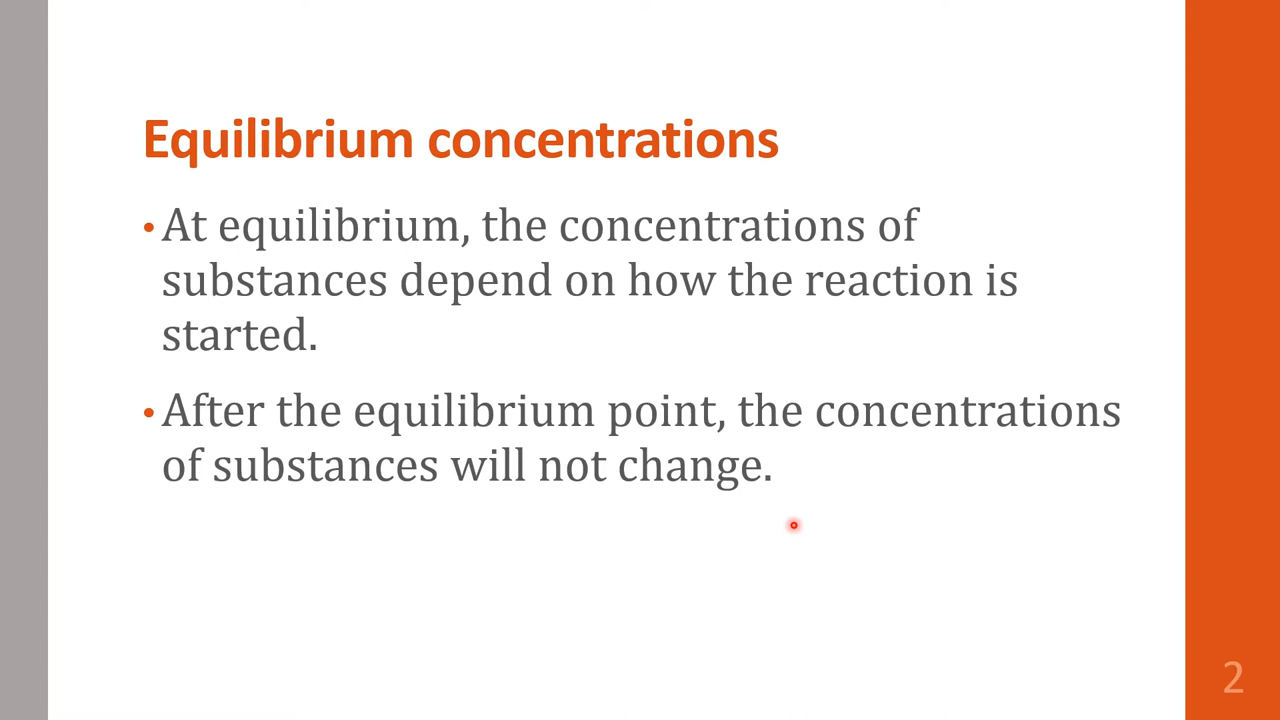 Equilibrium concentrations
• At equilibrium, the concentrations of
substances depend on how the reaction is
started.
• After the equilibrium point, the concentrations
of substances will not change.
2